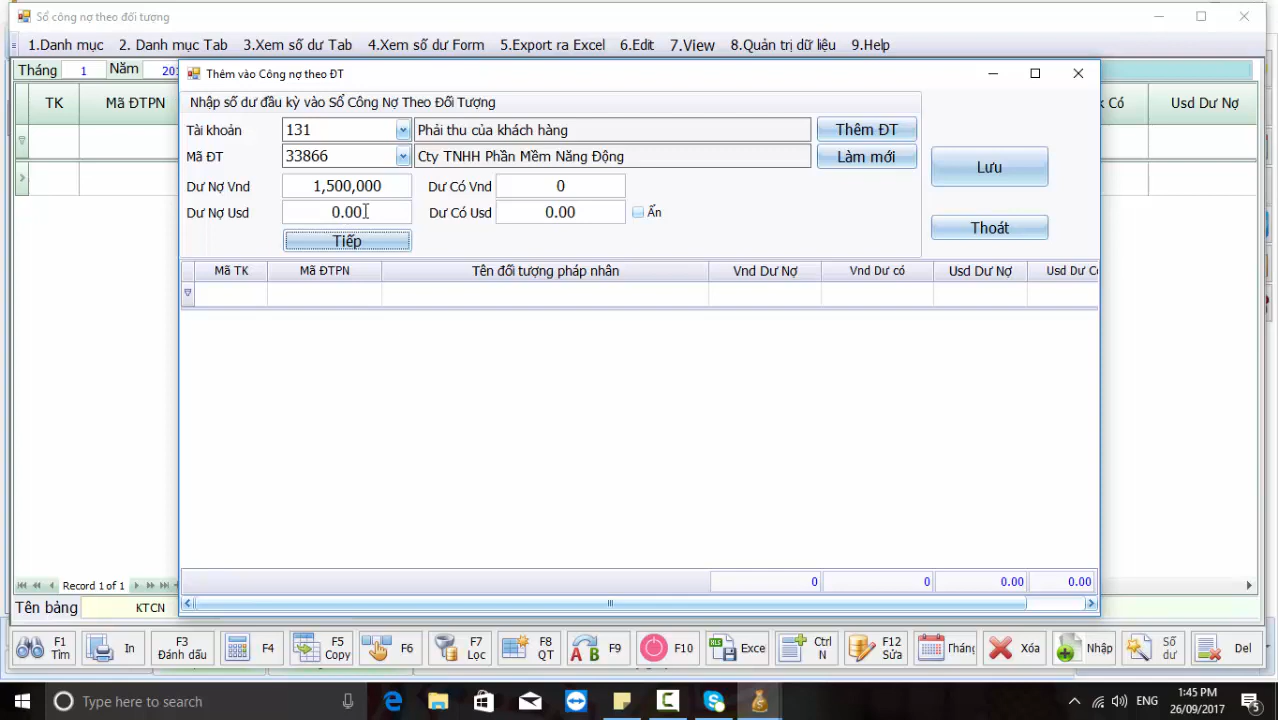 Sổ công nợ theo đối tượng
1.Danh mục 2. Danh mục Tab 3.Xem số dư Tab 4.Xem số dư Form 5.Export ra Excel 6.Edit 7.View 8.Quản trị dữ liệu 9.Help
Tháng 1 Năm
Thêm vào Công nợ theo ĐT
TK Mã ĐTPN Có Usd Dư Nợ
Nhập số dư đầu kỳ vào Sổ Công Nợ Theo Đối Tượng
Tài khoản 131 Phải thu của khách hàng Thêm ĐT
Mã ĐT 33866 Cty TNHH Phần Mềm Năng Động Làm mới
Lưu
Dư Nợ Vnd 1,500,000 Dư Có Vnd 0
Dư Nợ Usd 0.00 Dư Có Usd 0.00 Ẩn
Thoát
Tiếp
Mã TK Mã ĐTPN Tên đối tượng pháp nhân Vnd Dư Nợ Vnd Dư có Usd Dư Nợ Usd Dư C
0 0 0.00 0.00
Record 1 of 1
Tên bảng KTCN
F1 Tìm In F3 Đánh dấu F4 F5 Copy F6 F7 Lọc F8 QT F9 F10 Exce Ctrl N F12 Sửa Tháng Xóa Nhập Số dư Del
Type here to search
ENG 1:45 PM
26/09/2017 5